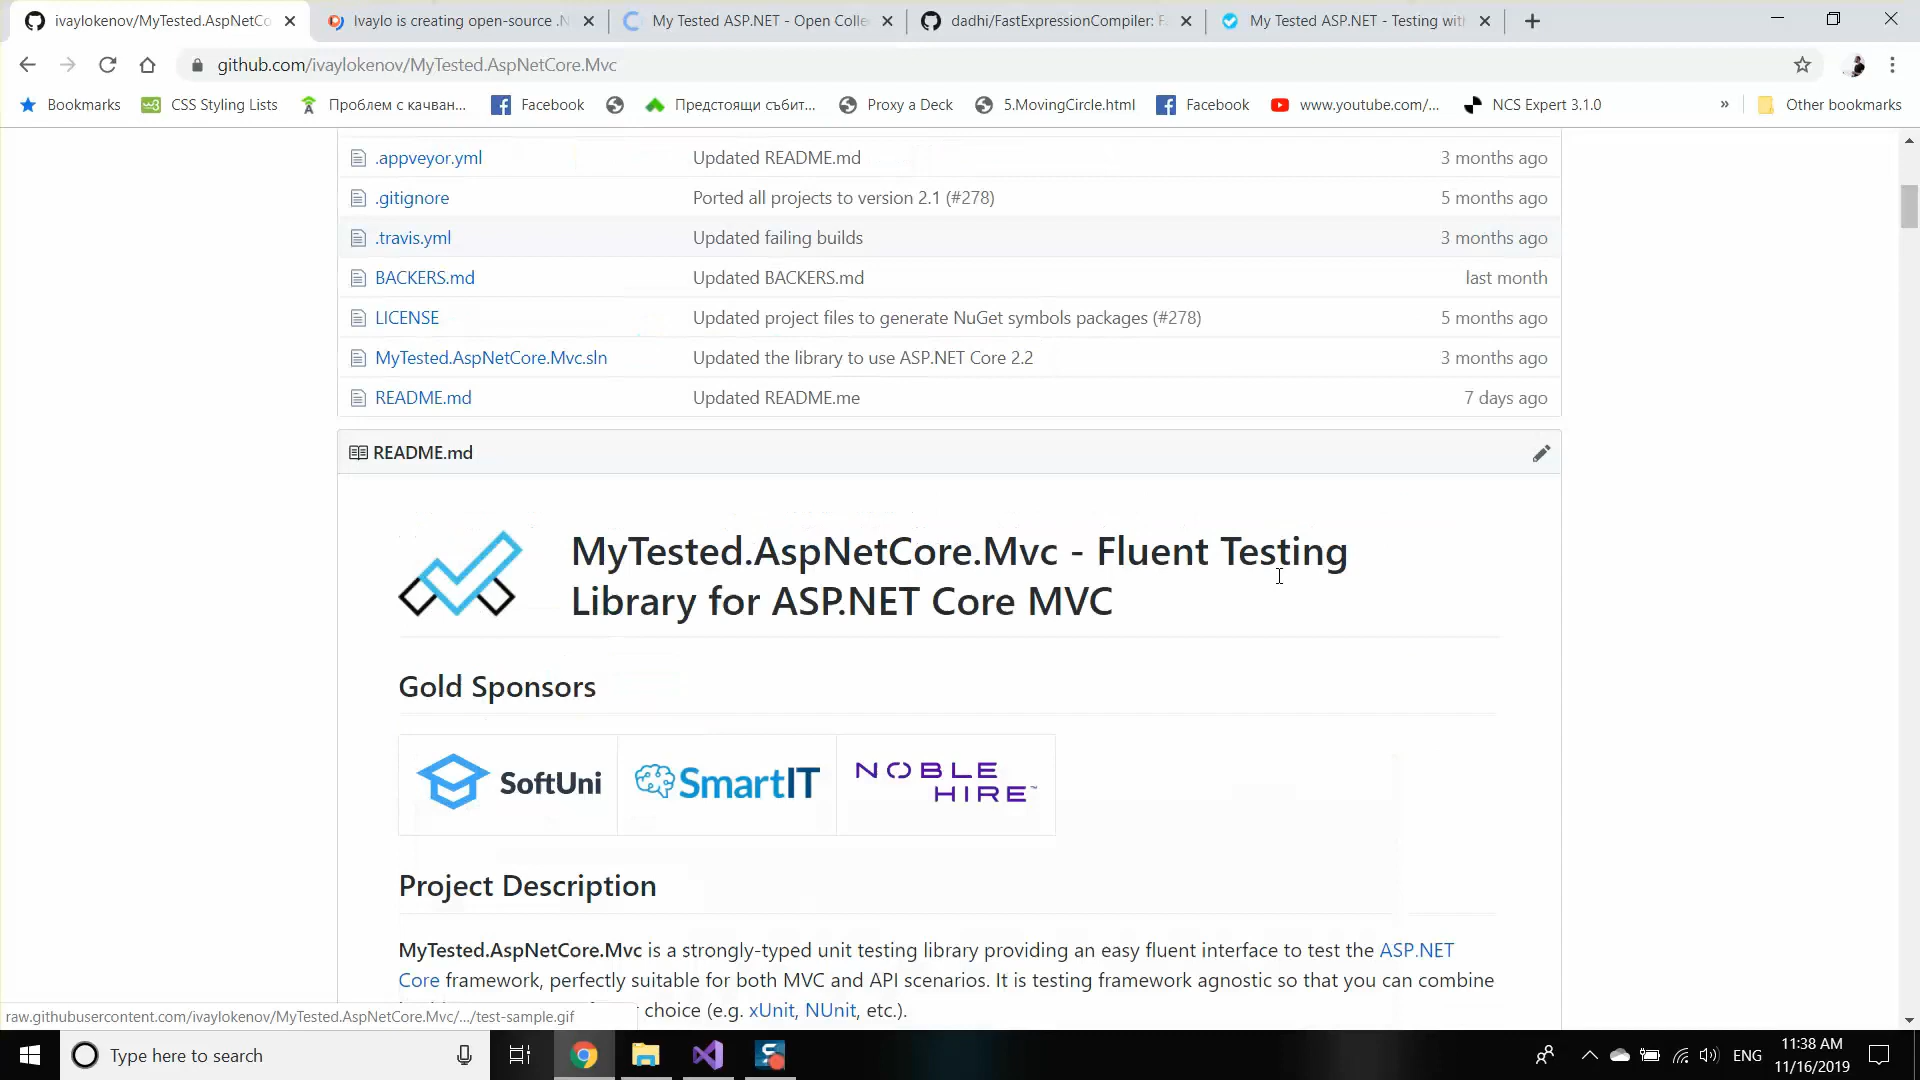 ivaylokenov/MyTested.AspNetCo
Ivaylo is creating open-source .N
My Tested ASP.NET - Open Colle
dadhi/FastExpressionCompiler: F
My Tested ASP.NET - Testing wit
github.com/ivaylokenov/MyTested.AspNetCore.Mvc
Bookmarks
CSS Styling Lists
Проблем с качван...
Facebook
Предстоящи събит...
Proxy a Deck
5.MovingCircle.html
Facebook
www.youtube.com/...
NCS Expert 3.1.0
»
Other bookmarks
.appveyor.yml Updated README.md 3 months ago
.gitignore Ported all projects to version 2.1 (#278) 5 months ago
.travis.yml Updated failing builds 3 months ago
BACKERS.md Updated BACKERS.md last month
LICENSE Updated project files to generate NuGet symbols packages (#278) 5 months ago
MyTested.AspNetCore.Mvc.sln Updated the library to use ASP.NET Core 2.2 3 months ago
README.md Updated README.me 7 days ago
README.md
MyTested.AspNetCore.Mvc - Fluent Testing
Library for ASP.NET Core MVC
Gold Sponsors
SoftUni
SmartIT
NOBLE
HIRE™
Project Description
MyTested.AspNetCore.Mvc is a strongly-typed unit testing library providing an easy fluent interface to test the ASP.NET
Core framework, perfectly suitable for both MVC and API scenarios. It is testing framework agnostic so that you can combine
choice (e.g. xUnit, NUnit, etc.).
raw.githubusercontent.com/ivaylokenov/MyTested.AspNetCore.Mvc/.../test-sample.gif
Type here to search
ENG
11:38 AM
11/16/2019